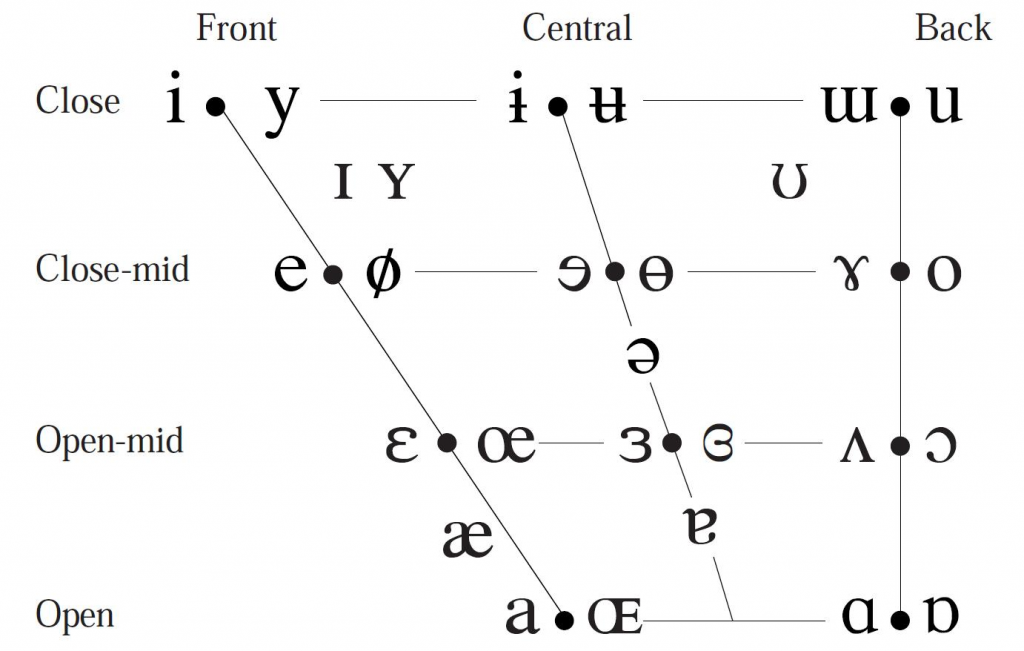 Front Central Back
Close i y ɨ ʉ ɯ u
ɪ ʏ ʊ
Close-mid e ø ɘ ɵ ɤ o
ə
Open-mid ɛ œ ɜ ɞ ʌ ɔ
æ ɐ
Open a ɶ ɑ ɒ